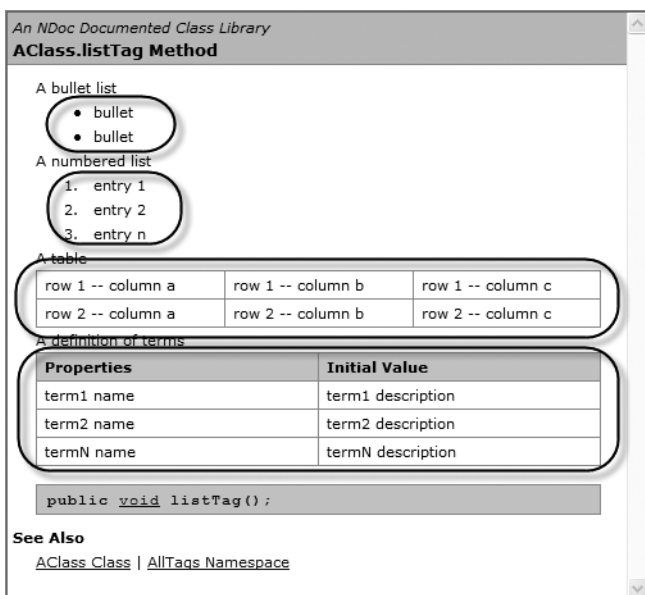 An NDoc Documented Class Library
AClass.listTag Method
A bullet list
• bullet
• bullet
A numbered list
1. entry 1
2. entry 2
3. entry n
A table
row 1 -- column a row 1 -- column b row 1 -- column c
row 2 -- column a row 2 -- column b row 2 -- column c
A definition of terms
Properties Initial Value
term1 name term1 description
term2 name term2 description
termN name termN description
public void listTag();
See Also
AClass Class | AllTags Namespace